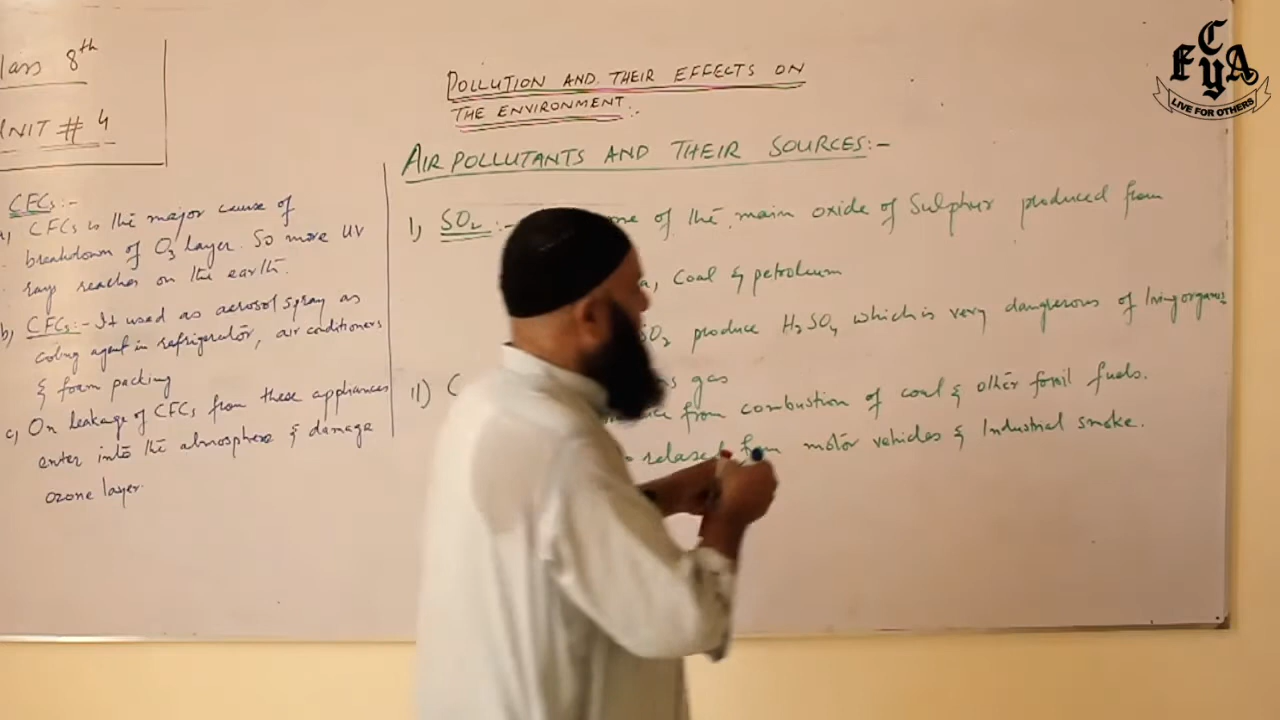 lass 8th
UNIT # 4
CFCs:-
a) CFCs is the major cause of
breakdown of O3 layer. So more UV
rays reaches on the earth.
b) CFCs:- It used as aerosol spray as
coling agent in refrigerator, air conditioners
& foam packing
c) On leakage of CFCs from these appliances
enter into the atmosphere & damage
ozone layer.
POLLUTION AND THEIR EFFECTS ON
THE ENVIRONMENT.
AIR POLLUTANTS AND THEIR SOURCES:-
I) SO2:- one of the main oxide of Sulphur produced from
a, Coal & petroleum
SO2 produce H2SO4 which is very dangerous of living
II) C gas
from combustion of coal & other fossil fuels.
relased from motor vehicles & Industrial smoke.
ECYA
LIVE FOR OTHERS